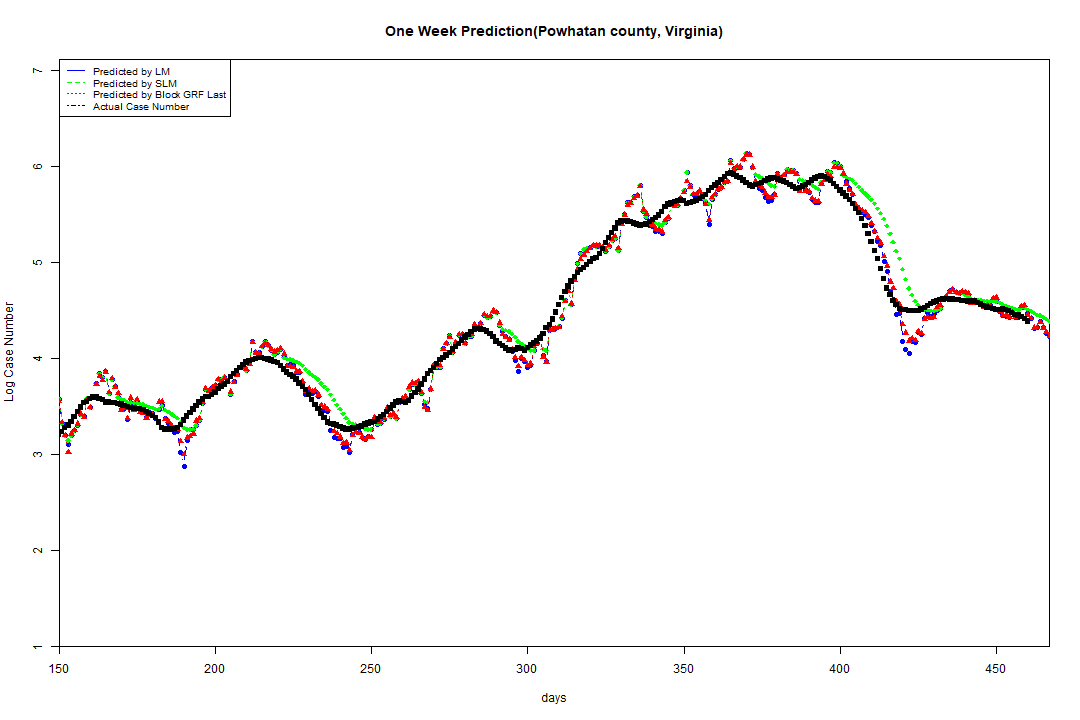 One Week Prediction(Powhatan county, Virginia)
Predicted by LM
Predicted by SLM
Predicted by Block GRF Last
Actual Case Number
7
6
5
4
3
2
1
Log Case Number
150 200 250 300 350 400 450
days